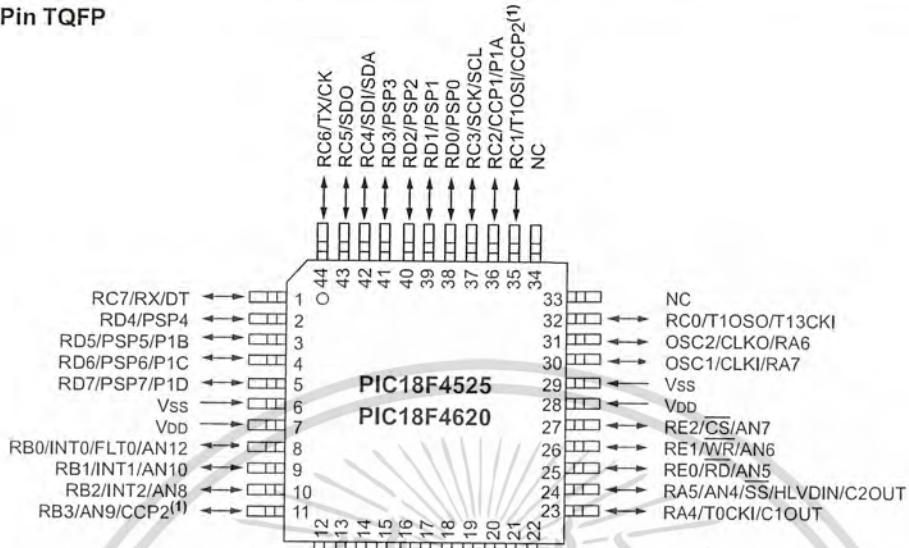 Pin TQFP
RC6/TX/CK
RC5/SDO
RC4/SDI/SDA
RD3/PSP3
RD2/PSP2
RD1/PSP1
RD0/PSP0
RC3/SCK/SCL
RC2/CCP1/P1A
RC1/T1OSI/CCP2(1)
NC
44
43
42
41
40
39
38
37
36
35
34
RC7/RX/DT 1
RD4/PSP4 2
RD5/PSP5/P1B 3
RD6/PSP6/P1C 4
RD7/PSP7/P1D 5
VSS 6
VDD 7
RB0/INT0/FLT0/AN12 8
RB1/INT1/AN10 9
RB2/INT2/AN8 10
RB3/AN9/CCP2(1) 11
PIC18F4525
PIC18F4620
33 NC
32 RC0/T1OSO/T13CKI
31 OSC2/CLKO/RA6
30 OSC1/CLKI/RA7
29 VSS
28 VDD
27 RE2/CS/AN7
26 RE1/WR/AN6
25 RE0/RD/AN5
24 RA5/AN4/SS/HLVDIN/C2OUT
23 RA4/T0CKI/C1OUT
12
13
14
15
16
17
18
19
20
21
22